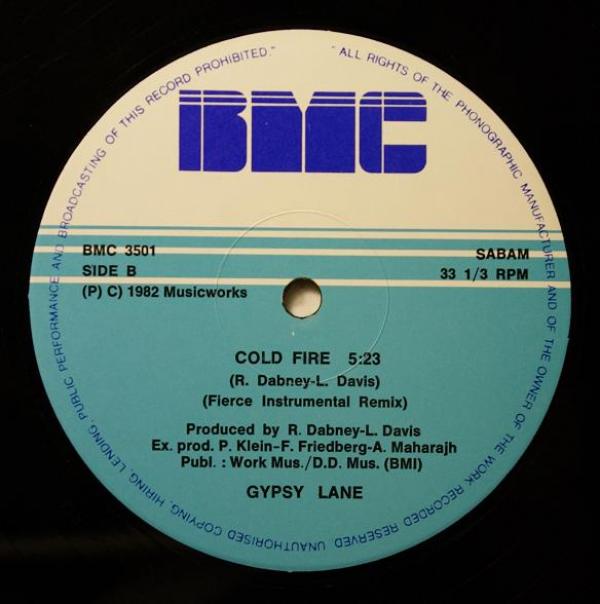 "ALL RIGHTS OF THE PHONOGRAPHIC MANUFACTURER AND OF THE OWNER OF THE WORK RECORDED RESERVED. UNAUTHORISED COPYING, HIRING, LENDING, PUBLIC PERFORMANCE AND BROADCASTING OF THIS RECORD PROHIBITED."
BMC
BMC 3501
SABAM
SIDE B
33 1/3 RPM
(P) C) 1982 Musicworks
COLD FIRE 5:23
(R. Dabney-L. Davis)
(Fierce Instrumental Remix)
Produced by R. Dabney-L. Davis
Ex. prod. P. Klein-F. Friedberg-A. Maharajh
Publ. : Work Mus./D.D. Mus. (BMI)
GYPSY LANE